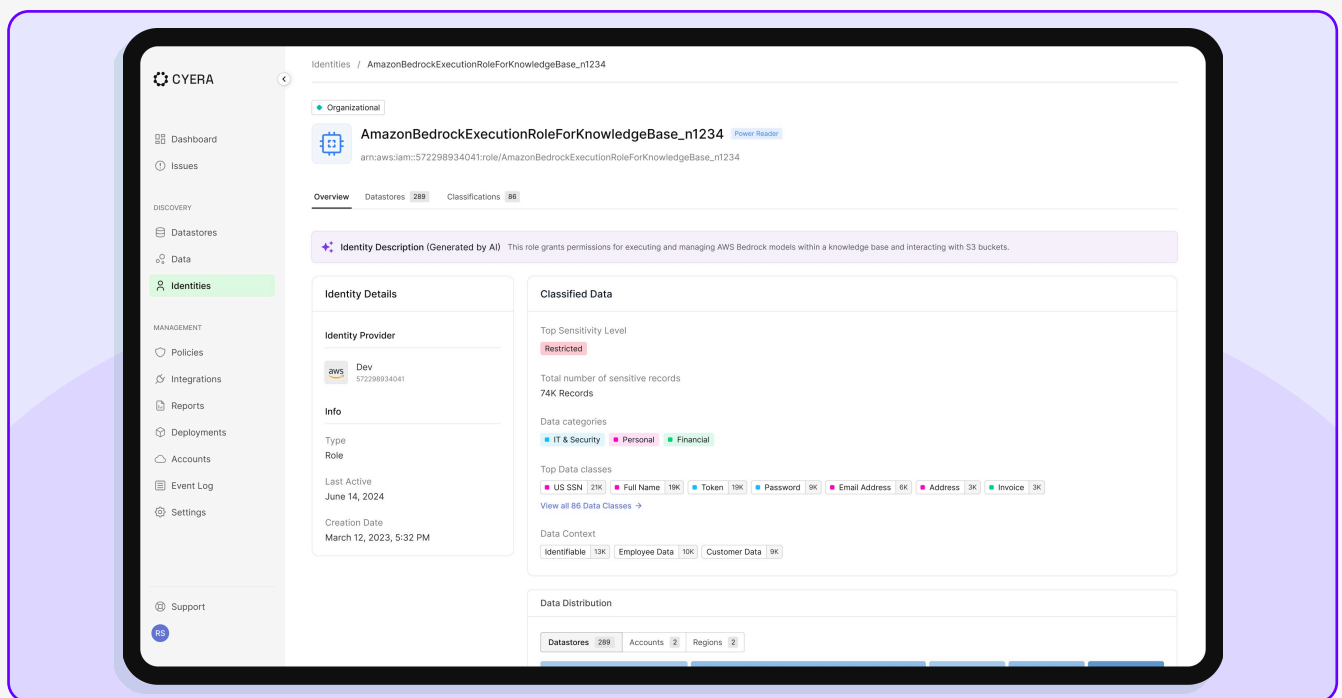 CYERA
Dashboard
Issues
DISCOVERY
Datastores
Data
Identities
MANAGEMENT
Policies
Integrations
Reports
Deployments
Accounts
Event Log
Settings
Support
RS
Identities / AmazonBedrockExecutionRoleForKnowledgeBase_n1234
Organizational
AmazonBedrockExecutionRoleForKnowledgeBase_n1234 Power Reader
arn:aws:iam::572298934041:role/AmazonBedrockExecutionRoleForKnowledgeBase_n1234
Overview Datastores 289 Classifications 86
Identity Description (Generated by AI) This role grants permissions for executing and managing AWS Bedrock models within a knowledge base and interacting with S3 buckets.
Identity Details
Identity Provider
aws
Dev
572298934041
Info
Type
Role
Last Active
June 14, 2024
Creation Date
March 12, 2023, 5:32 PM
Classified Data
Top Sensitivity Level
Restricted
Total number of sensitive records
74K Records
Data categories
IT & Security Personal Financial
Top Data classes
US SSN 21K Full Name 19K Token 19K Password 9K Email Address 6K Address 3K Invoice 3K
View all 86 Data Classes →
Data Context
Identifiable 13K Employee Data 10K Customer Data 9K
Data Distribution
Datastores 289 Accounts 2 Regions 2